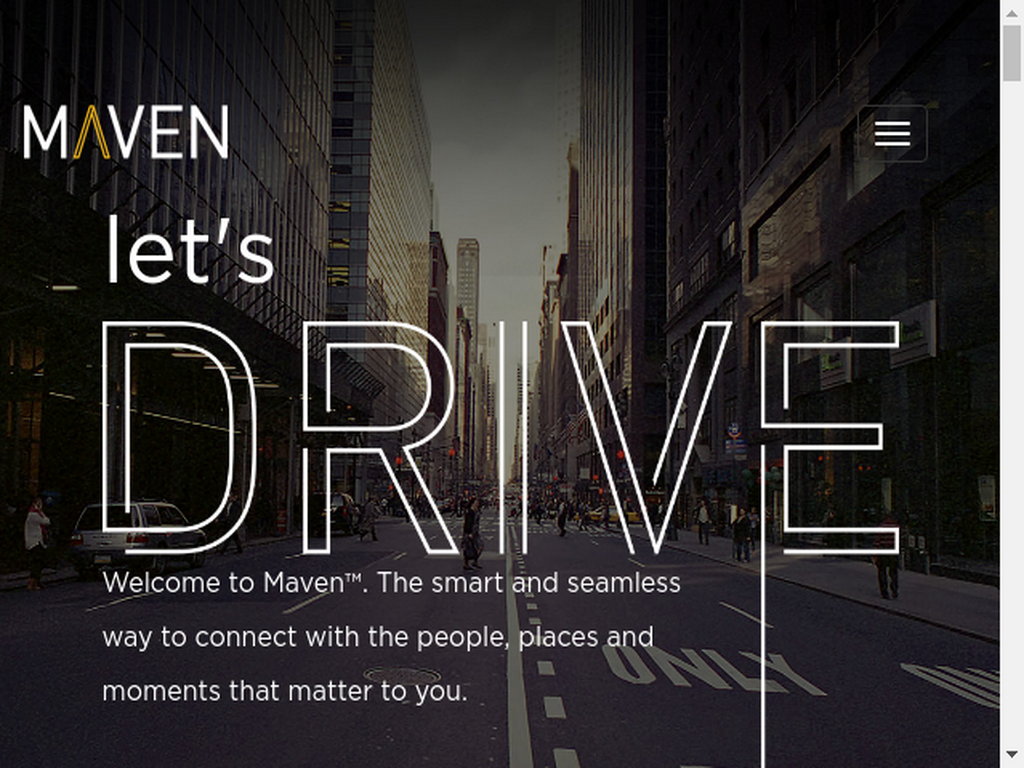 MAVEN
let's
DRIVE
Welcome to Maven™. The smart and seamless
way to connect with the people, places and
moments that matter to you.
ONLY